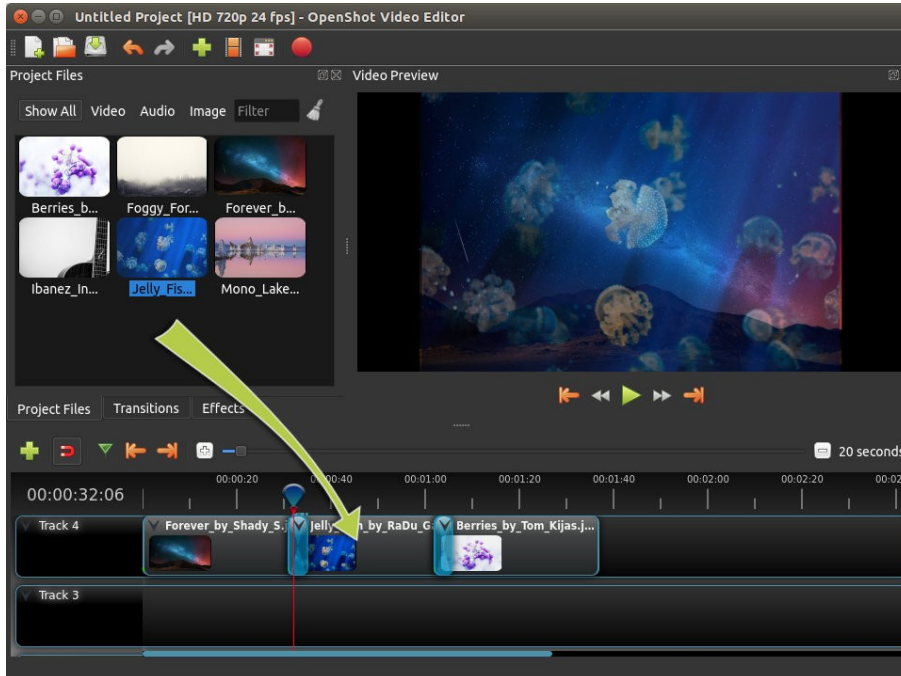 Untitled Project [HD 720p 24 fps] - OpenShot Video Editor
Project Files
Video Preview
Show All Video Audio Image Filter
Berries_b... Foggy_For... Forever_b...
Ibanez_In... Jelly_Fis... Mono_Lake...
Project Files Transitions Effects
20 seconds
00:00:32:06
00:00:20 00:00:40 00:01:00 00:01:20 00:01:40 00:02:00 00:02:20 00:02
Track 4
Forever_by_Shady_S.j
Jelly by_RaDu_G
Berries_by_Tom_Kijas.j...
Track 3